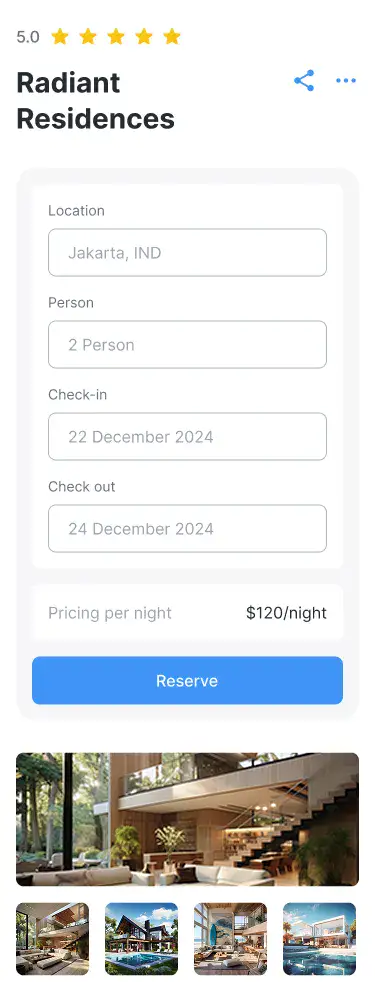 5.0
Radiant
Residences
Location
Jakarta, IND
Person
2 Person
Check-in
22 December 2024
Check out
24 December 2024
Pricing per night $120/night
Reserve